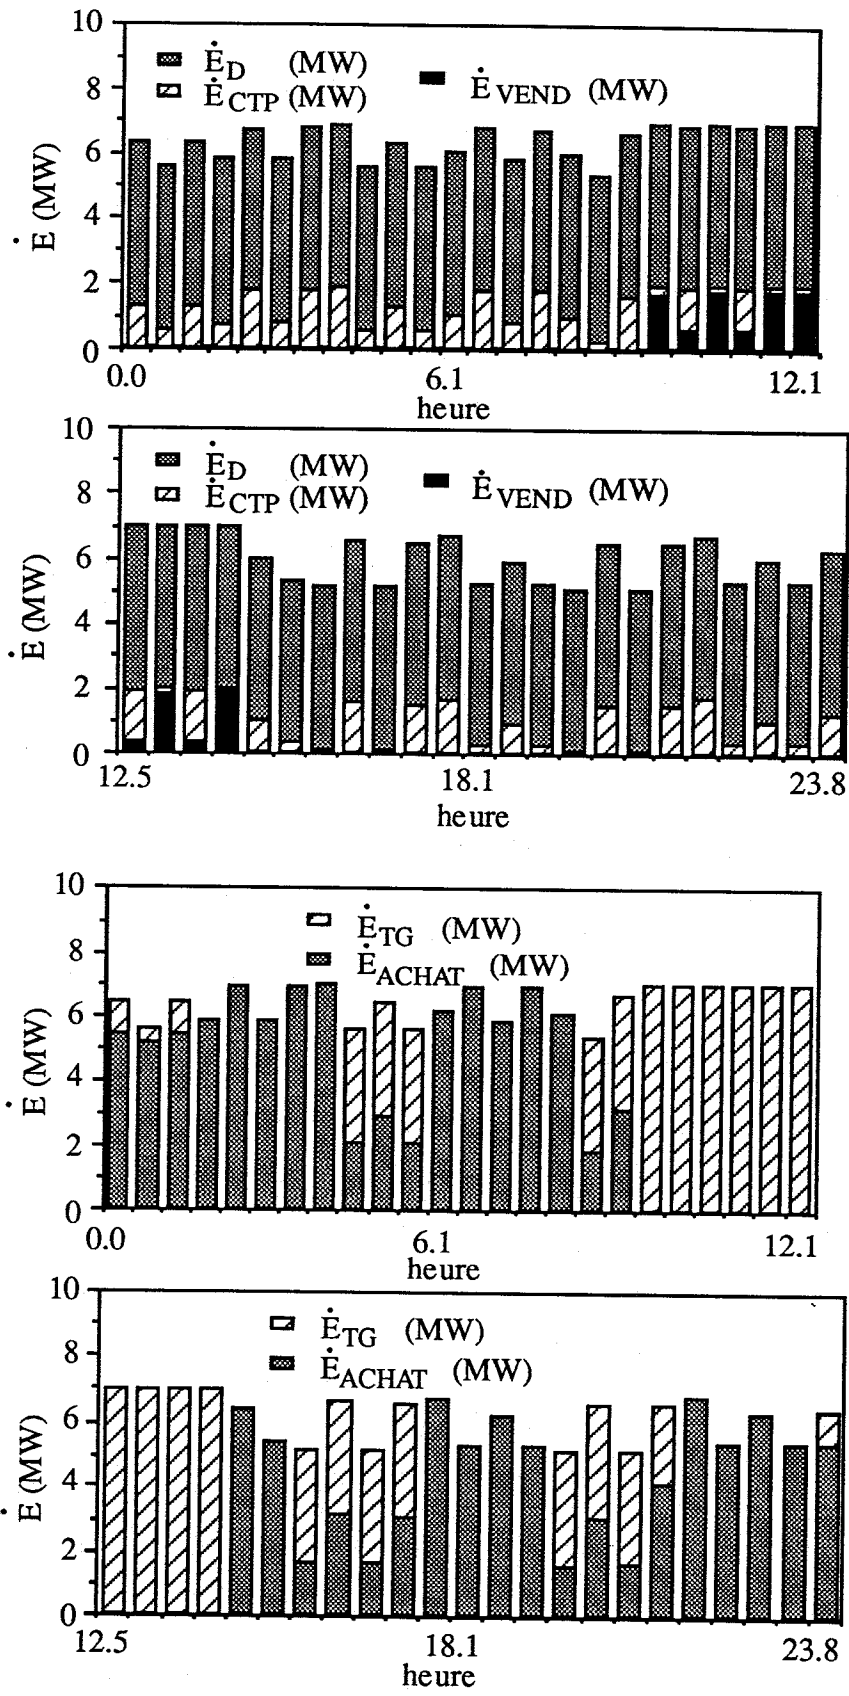 10
8
6
4
2
0
Ė (MW)
Ė_D (MW)
Ė_CTP (MW)
Ė_VEND (MW)
0.0 6.1 12.1
heure
10
8
6
4
2
0
Ė (MW)
Ė_D (MW)
Ė_CTP (MW)
Ė_VEND (MW)
12.5 18.1 23.8
heure
10
8
6
4
2
0
Ė (MW)
Ė_TG (MW)
Ė_ACHAT (MW)
0.0 6.1 12.1
heure
10
8
6
4
2
0
Ė (MW)
Ė_TG (MW)
Ė_ACHAT (MW)
12.5 18.1 23.8
heure